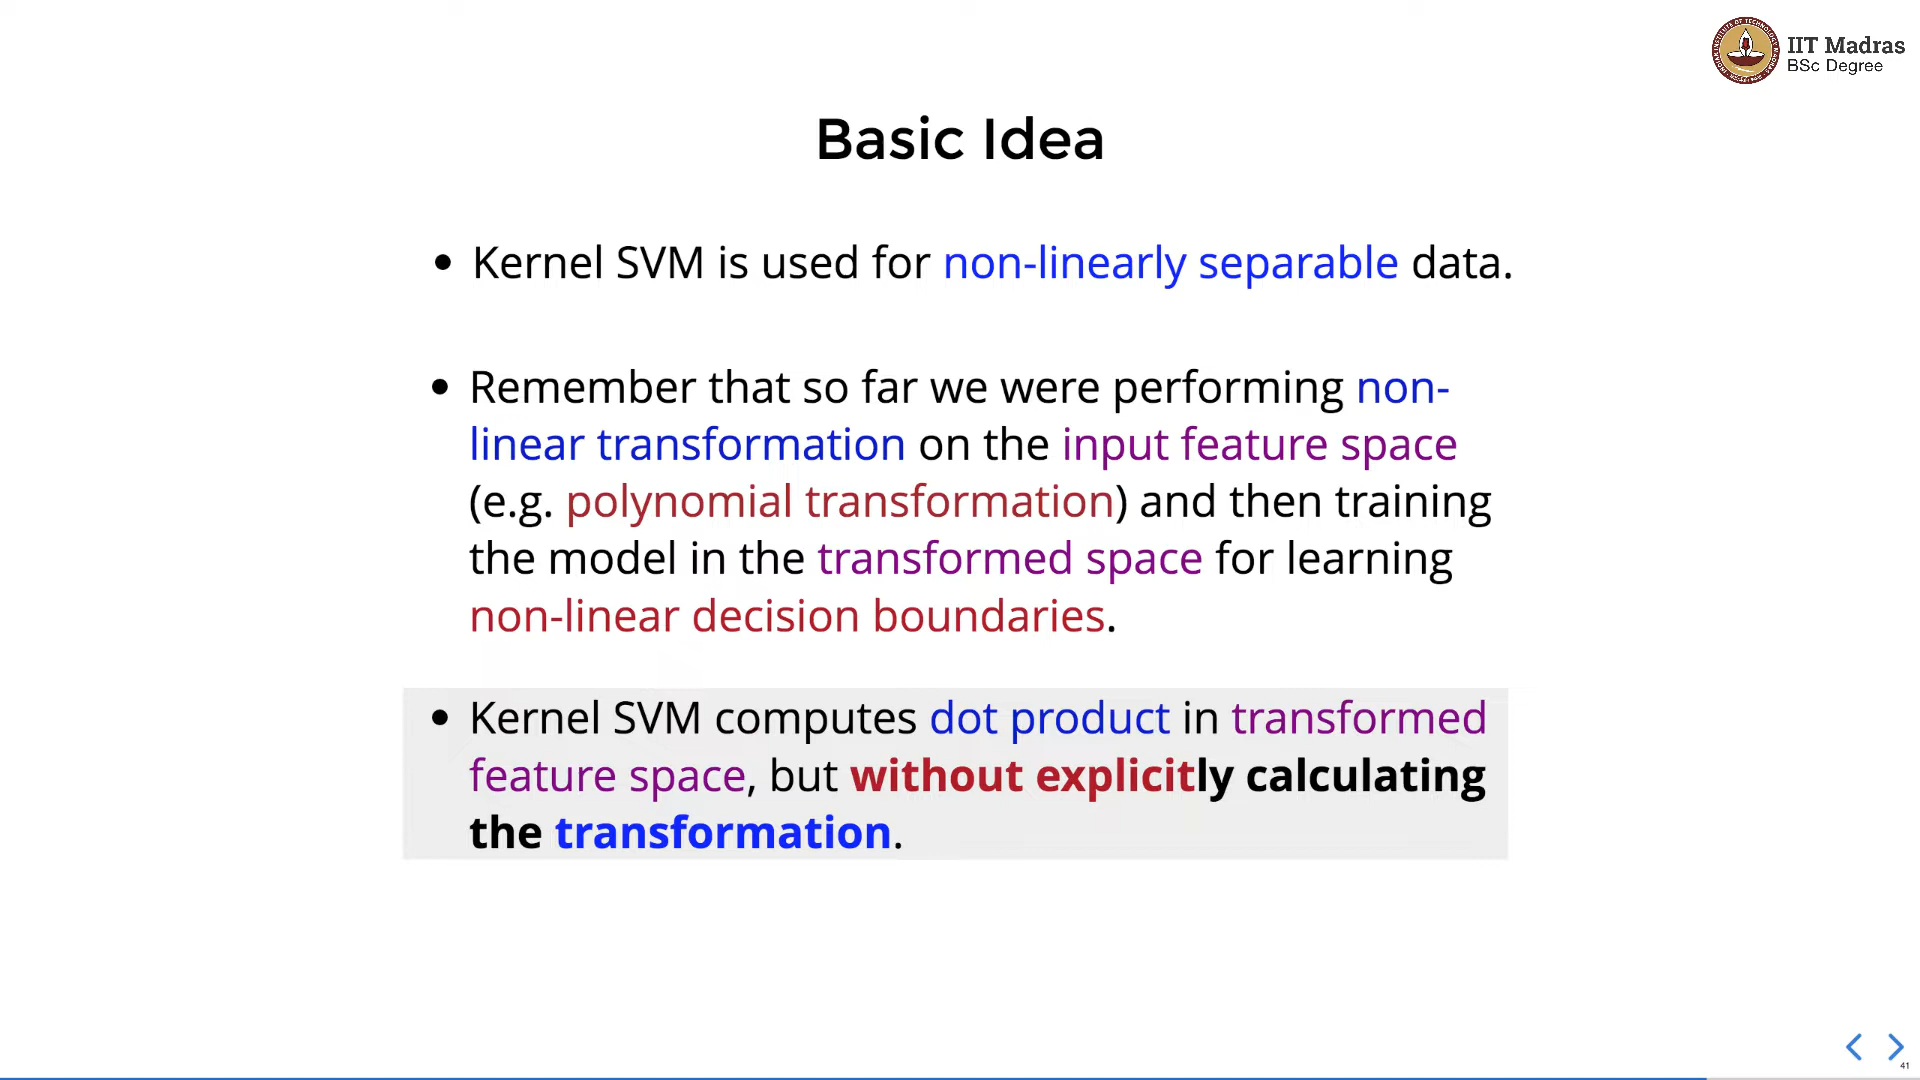 IIT Madras
BSc Degree
Basic Idea
• Kernel SVM is used for non-linearly separable data.
• Remember that so far we were performing non-
linear transformation on the input feature space
(e.g. polynomial transformation) and then training
the model in the transformed space for learning
non-linear decision boundaries.
• Kernel SVM computes dot product in transformed
feature space, but without explicitly calculating
the transformation.
41